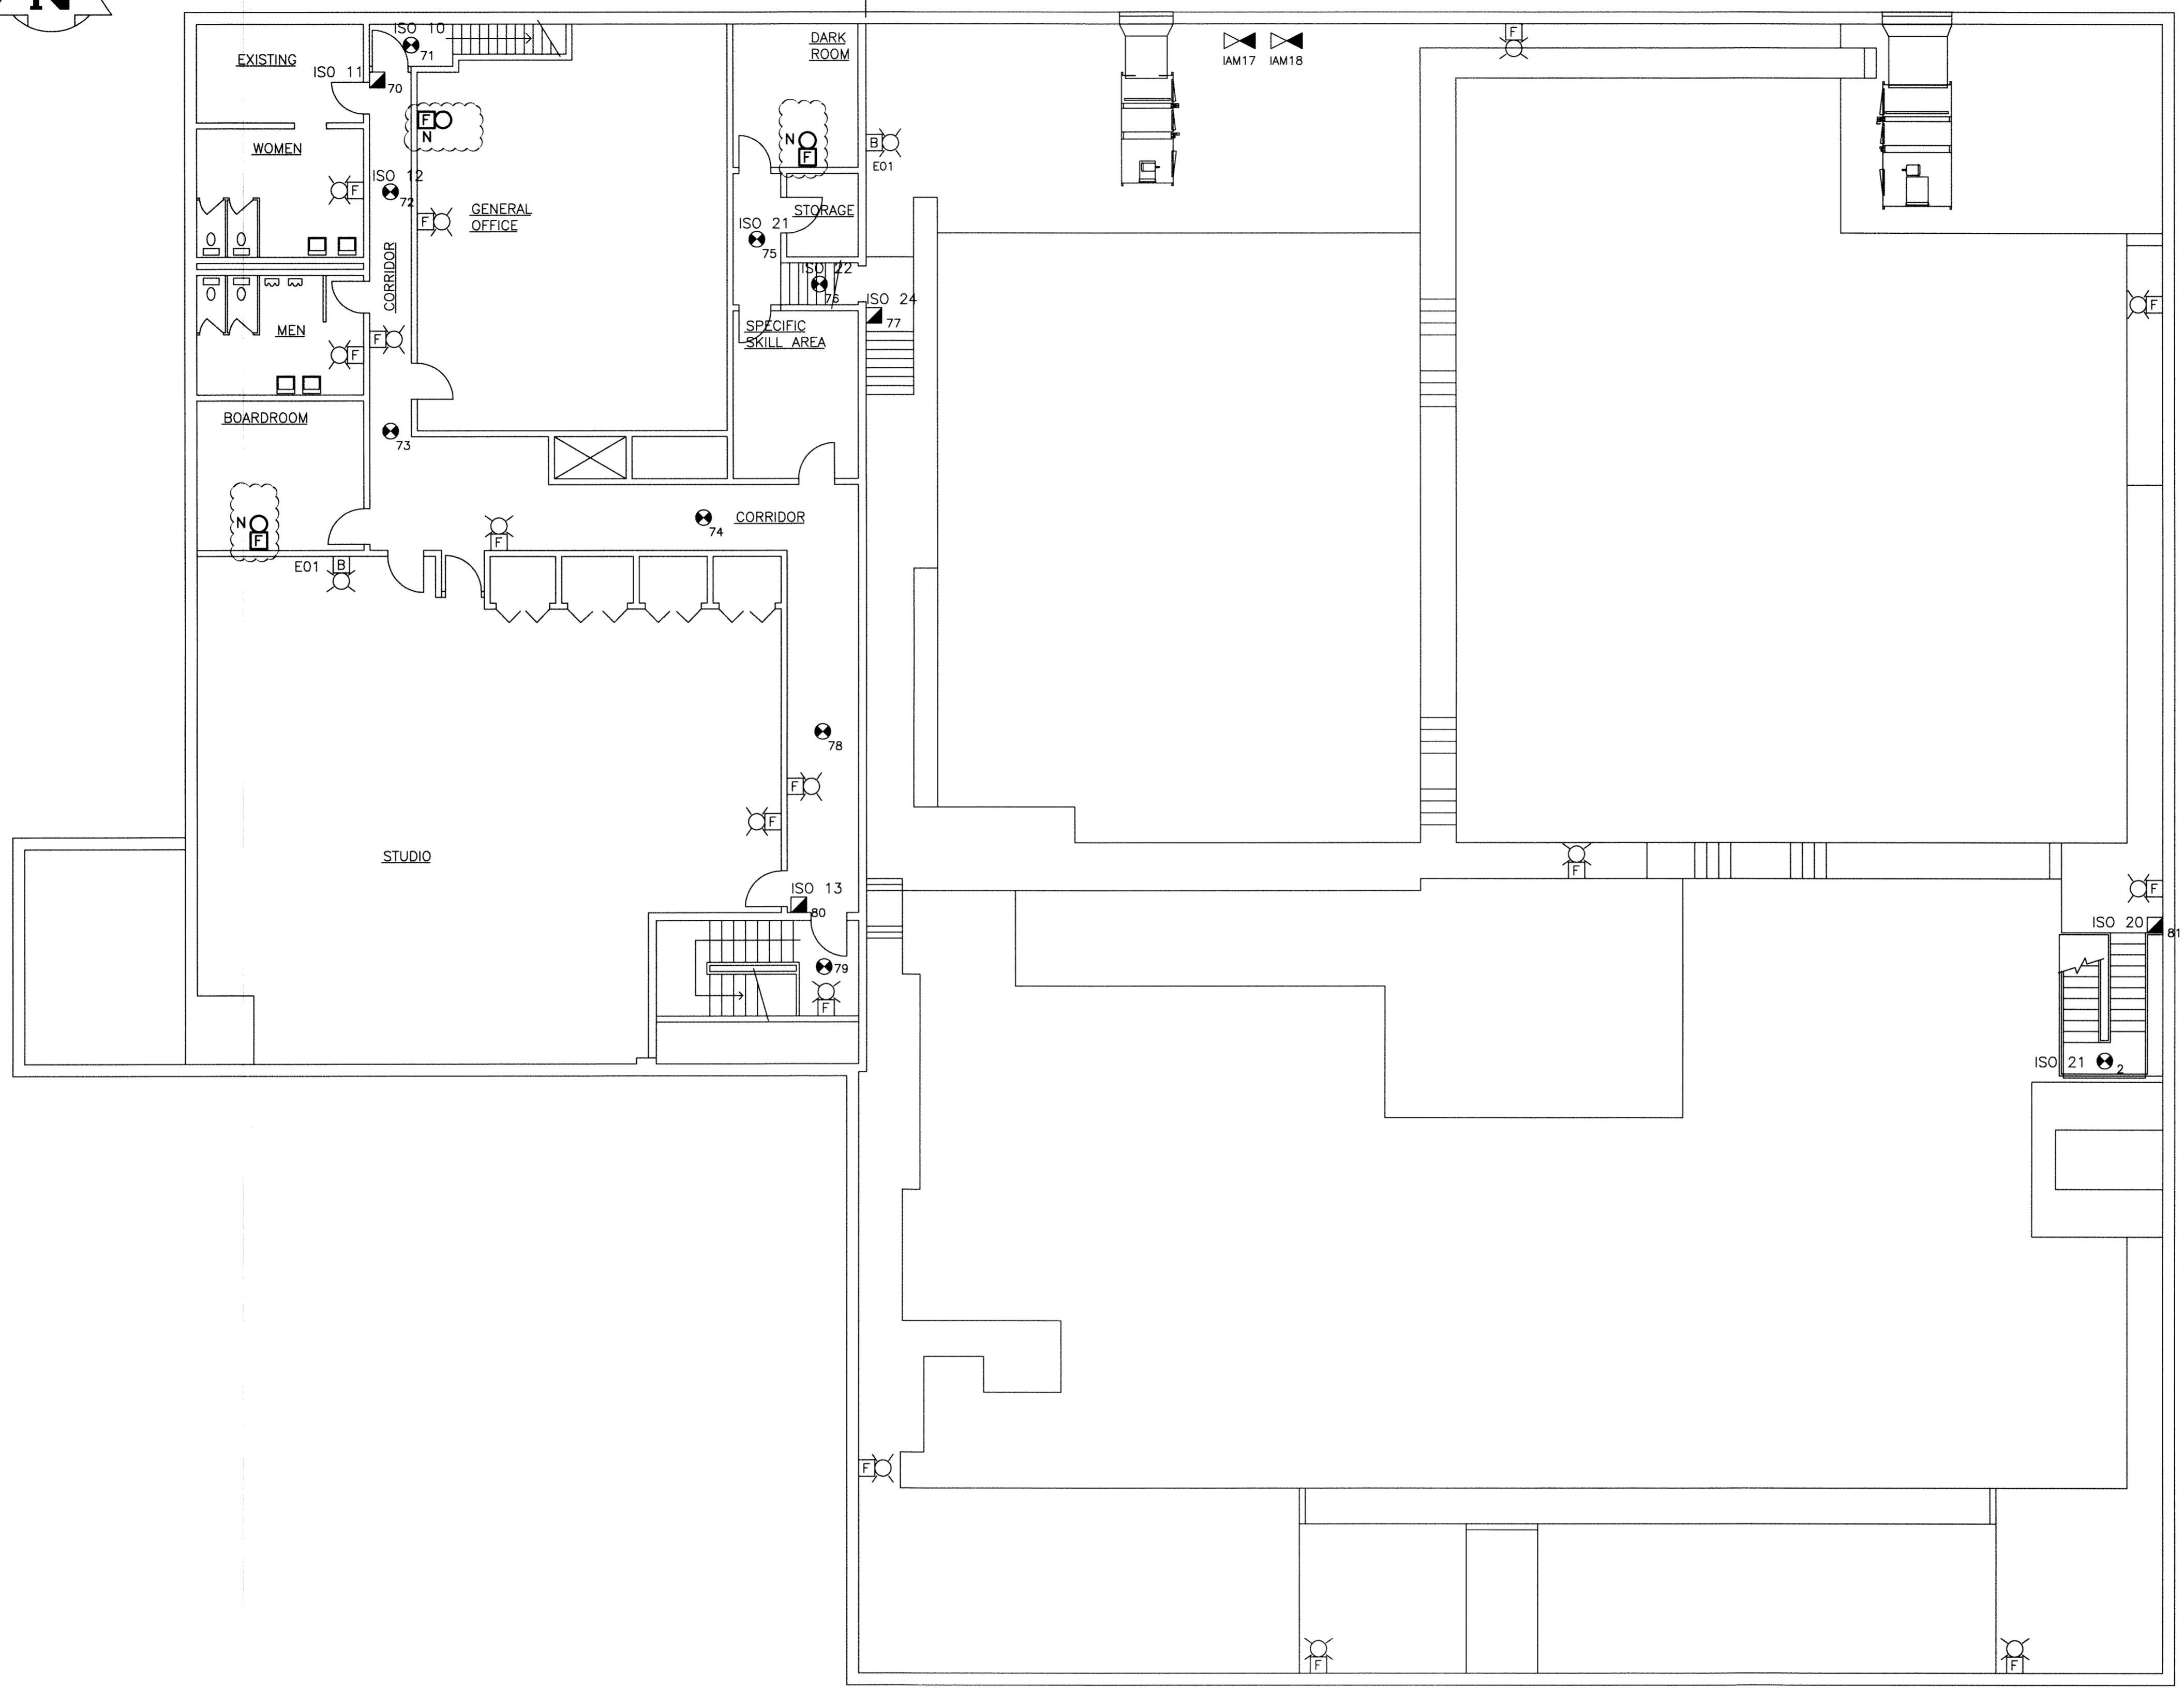 N
ISO 10
71
DARK
ROOM
F
EXISTING
ISO 11
70
IAM17
IAM18
F
N
N
F
B
E01
WOMEN
ISO 12
F
72
GENERAL
OFFICE
F
STORAGE
ISO 21
75
CORRIDOR
ISO 22
76
ISO 24
77
F
MEN
F
F
SPECIFIC
SKILL AREA
BOARDROOM
73
N
F
F
74
CORRIDOR
E01
B
78
F
F
STUDIO
F
F
ISO 13
80
ISO 20
81
79
F
ISO 21
2
F
F
F